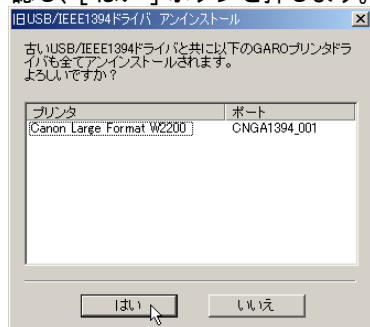 認し、[はい]ボタンを押します。
旧USB/IEEE1394ドライバ アンインストール
古いUSB/IEEE1394ドライバと共に以下のGAROプリンタドラ
イバも全てアンインストールされます。
よろしいですか？
プリンタ ポート
Canon Large Format W2200 CNGA1394_001
はい いいえ